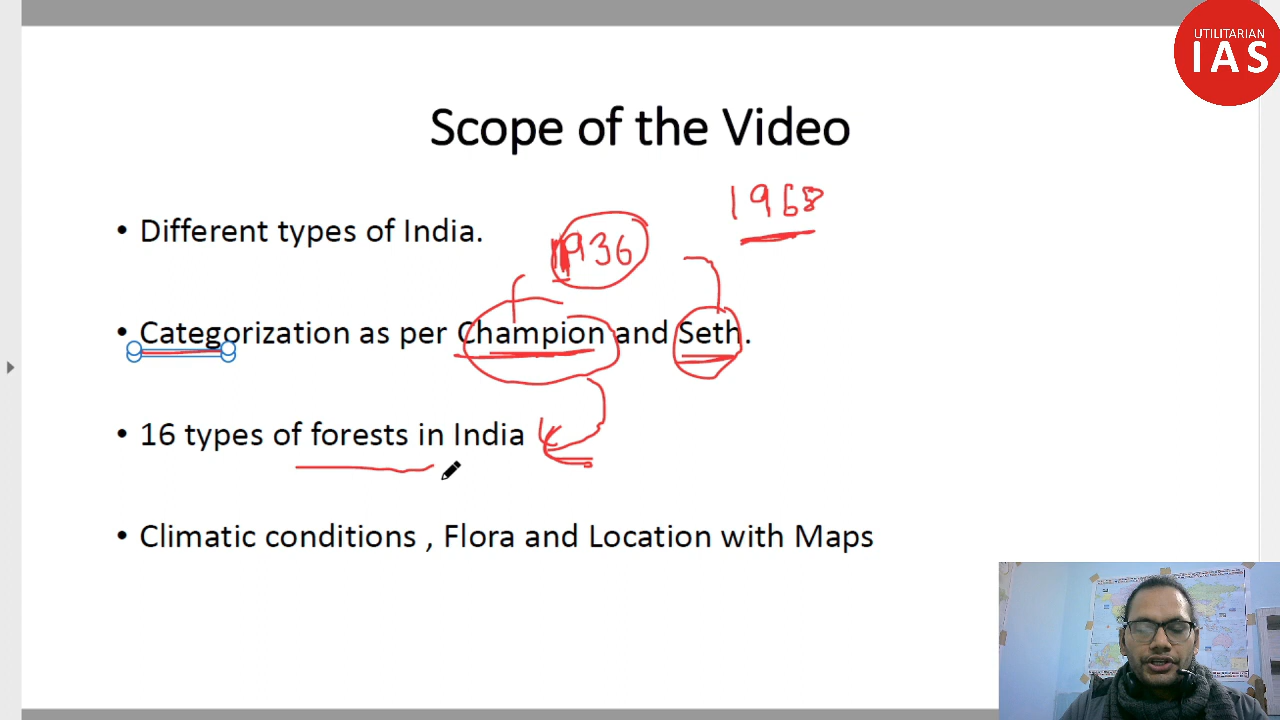 UTILITARIAN
IAS
Scope of the Video
1968
• Different types of India.
1936
• Categorization as per Champion and Seth.
• 16 types of forests in India
• Climatic conditions , Flora and Location with Maps